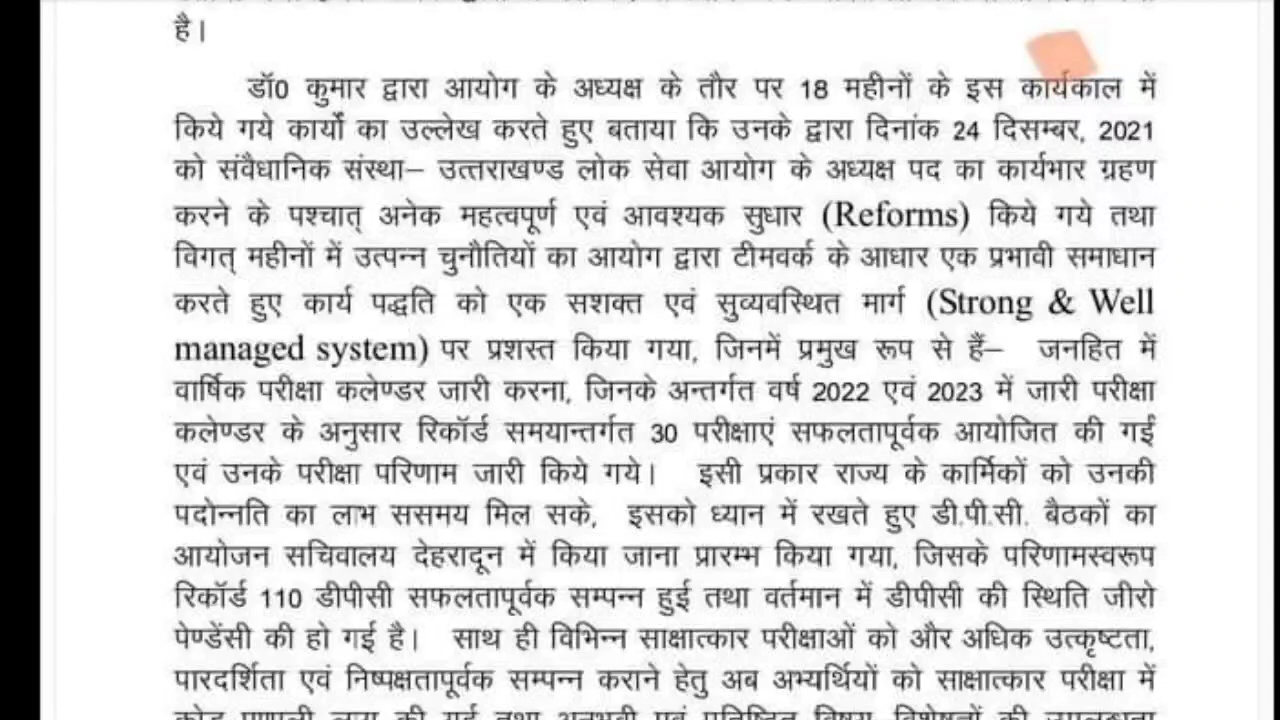 है।
डॉ0 कुमार द्वारा आयोग के अध्यक्ष के तौर पर 18 महीनों के इस कार्यकाल में
किये गये कार्यों का उल्लेख करते हुए बताया कि उनके द्वारा दिनांक 24 दिसम्बर, 2021
को संवैधानिक संस्था– उत्तराखण्ड लोक सेवा आयोग के अध्यक्ष पद का कार्यभार ग्रहण
करने के पश्चात् अनेक महत्वपूर्ण एवं आवश्यक सुधार (Reforms) किये गये तथा
विगत् महीनों में उत्पन्न चुनौतियों का आयोग द्वारा टीमवर्क के आधार एक प्रभावी समाधान
करते हुए कार्य पद्धति को एक सशक्त एवं सुव्यवस्थित मार्ग (Strong & Well
managed system) पर प्रशस्त किया गया, जिनमें प्रमुख रूप से हैं– जनहित में
वार्षिक परीक्षा कलेण्डर जारी करना, जिनके अन्तर्गत वर्ष 2022 एवं 2023 में जारी परीक्षा
कलेण्डर के अनुसार रिकॉर्ड समयान्तर्गत 30 परीक्षाएं सफलतापूर्वक आयोजित की गईं
एवं उनके परीक्षा परिणाम जारी किये गये। इसी प्रकार राज्य के कार्मिकों को उनकी
पदोन्नति का लाभ ससमय मिल सके, इसको ध्यान में रखते हुए डी.पी.सी. बैठकों का
आयोजन सचिवालय देहरादून में किया जाना प्रारम्भ किया गया, जिसके परिणामस्वरूप
रिकॉर्ड 110 डीपीसी सफलतापूर्वक सम्पन्न हुई तथा वर्तमान में डीपीसी की स्थिति जीरो
पेण्डेंसी की हो गई है। साथ ही विभिन्न साक्षात्कार परीक्षाओं को और अधिक उत्कृष्टता,
पारदर्शिता एवं निष्पक्षतापूर्वक सम्पन्न कराने हेतु अब अभ्यर्थियों को साक्षात्कार परीक्षा में